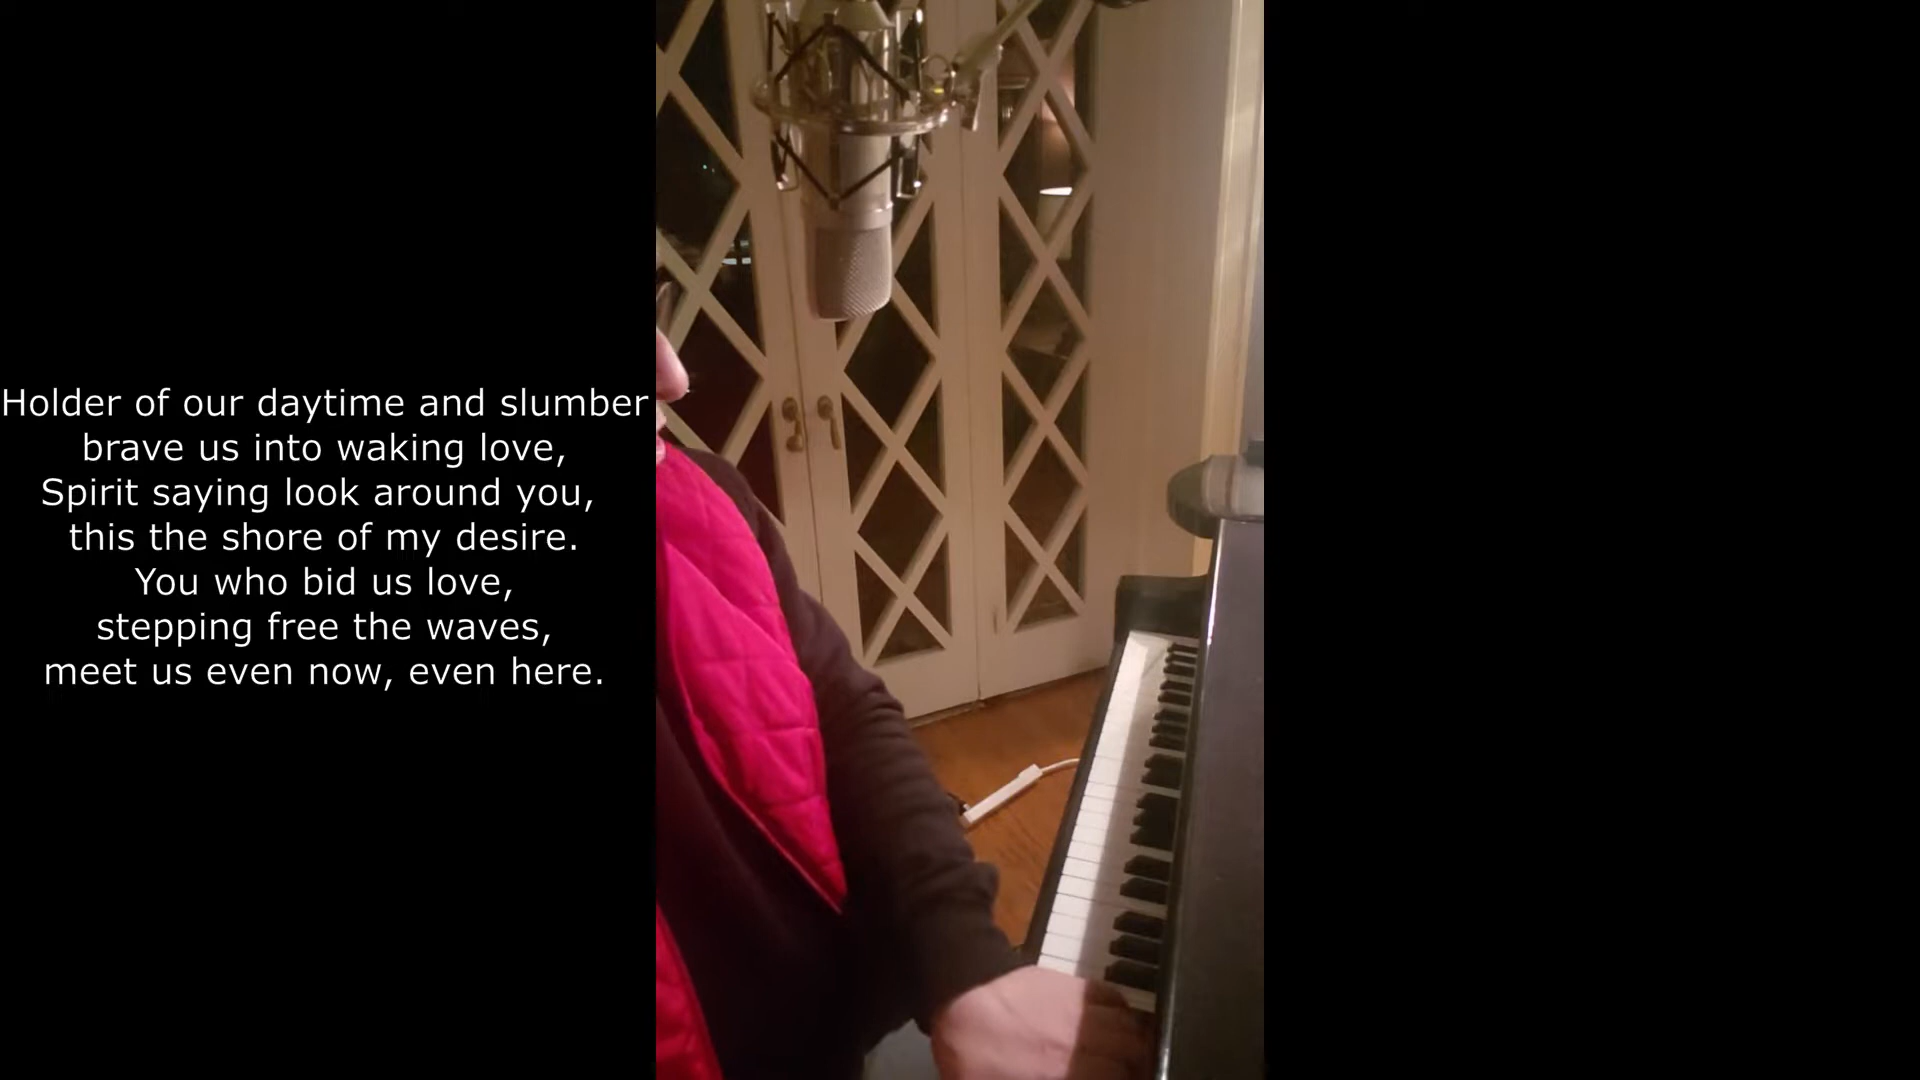 Holder of our daytime and slumber
brave us into waking love,
Spirit saying look around you,
this the shore of my desire.
You who bid us love,
stepping free the waves,
meet us even now, even here.